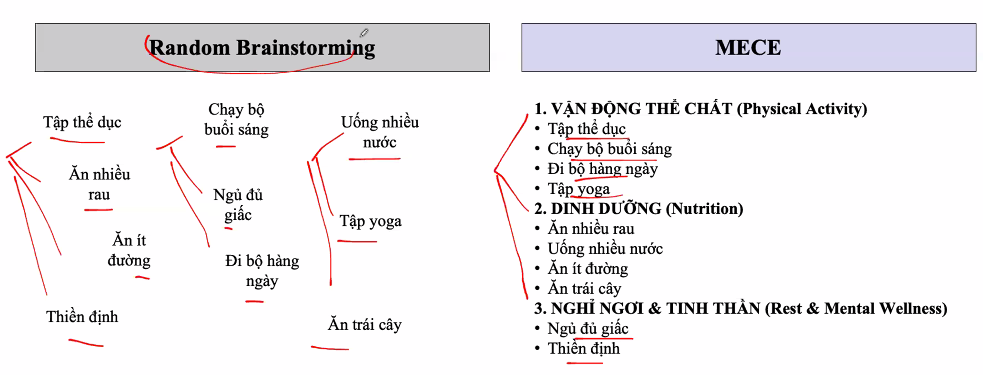 Random Brainstorming
Tập thể dục
Chạy bộ
buổi sáng
Uống nhiều
nước
Ăn nhiều
rau
Ngủ đủ
giấc
Tập yoga
Ăn ít
đường
Đi bộ hàng
ngày
Thiền định
Ăn trái cây
MECE
1. VẬN ĐỘNG THỂ CHẤT (Physical Activity)
• Tập thể dục
• Chạy bộ buổi sáng
• Đi bộ hàng ngày
• Tập yoga
2. DINH DƯỠNG (Nutrition)
• Ăn nhiều rau
• Uống nhiều nước
• Ăn ít đường
• Ăn trái cây
3. NGHỈ NGƠI & TINH THẦN (Rest & Mental Wellness)
• Ngủ đủ giấc
• Thiền định